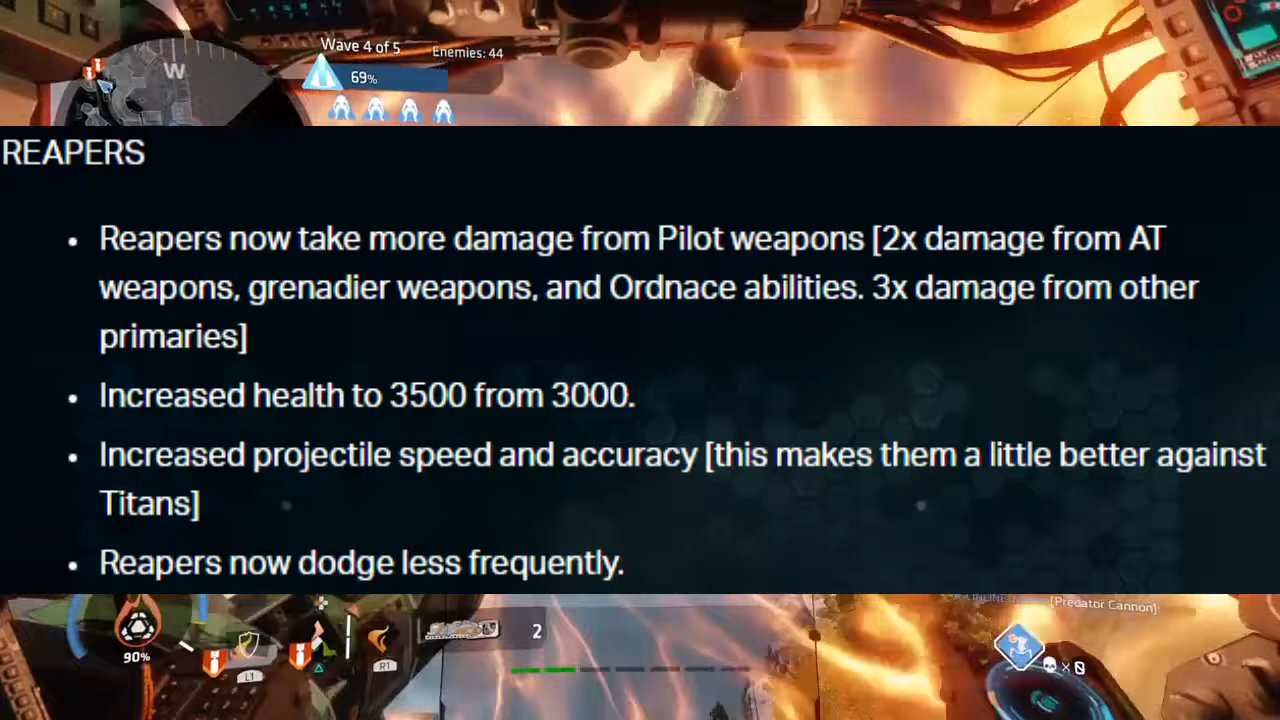 Wave 4 of 5
Enemies: 44
W
69%
REAPERS
• Reapers now take more damage from Pilot weapons [2x damage from AT
weapons, grenadier weapons, and Ordnace abilities. 3x damage from other
primaries]
• Increased health to 3500 from 3000.
• Increased projectile speed and accuracy [this makes them a little better against
Titans]
• Reapers now dodge less frequently.
[Predator Cannon]:
2
90%
L1
R1
x 0